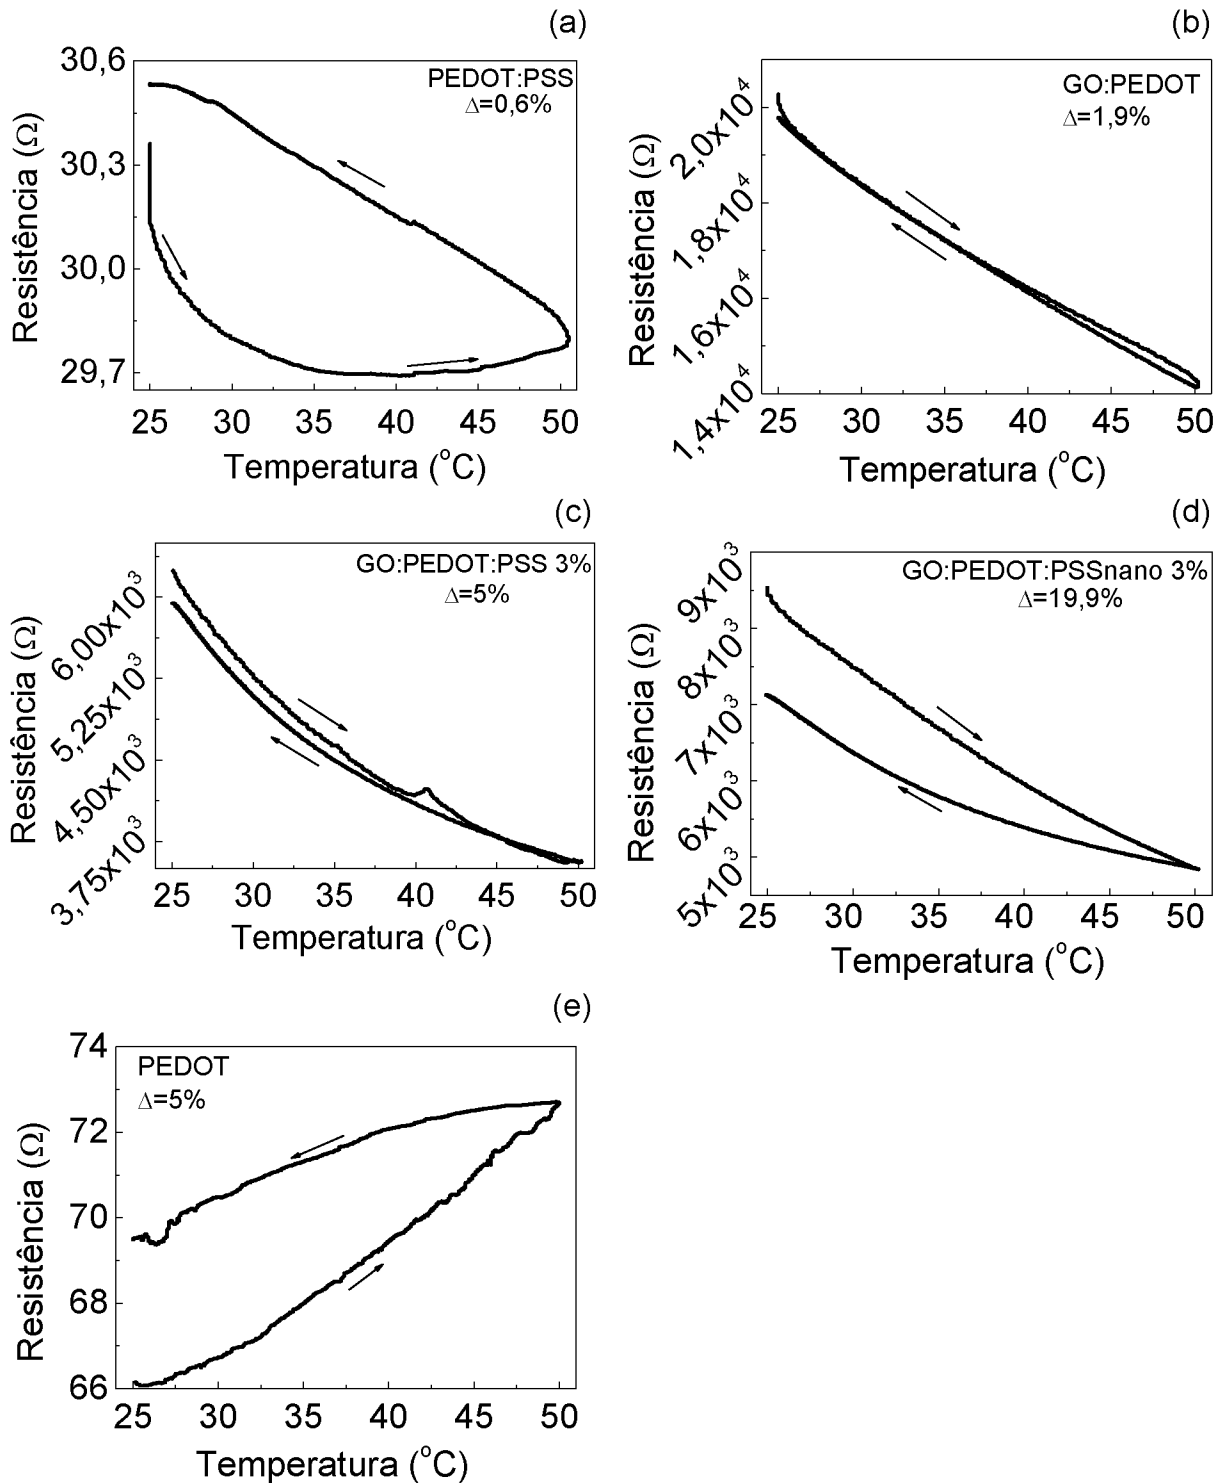 (a)
PEDOT:PSS
Δ=0,6%
30,6
30,3
30,0
29,7
Resistência (Ω)
25 30 35 40 45 50
Temperatura (°C)
(b)
GO:PEDOT
Δ=1,9%
2,0x10⁴
1,8x10⁴
1,6x10⁴
1,4x10⁴
Resistência (Ω)
25 30 35 40 45 50
Temperatura (°C)
(c)
GO:PEDOT:PSS 3%
Δ=5%
6,00x10³
5,25x10³
4,50x10³
3,75x10³
Resistência (Ω)
25 30 35 40 45 50
Temperatura (°C)
(d)
GO:PEDOT:PSSnano 3%
Δ=19,9%
9x10³
8x10³
7x10³
6x10³
5x10³
Resistência (Ω)
25 30 35 40 45 50
Temperatura (°C)
(e)
PEDOT
Δ=5%
74
72
70
68
66
Resistência (Ω)
25 30 35 40 45 50
Temperatura (°C)